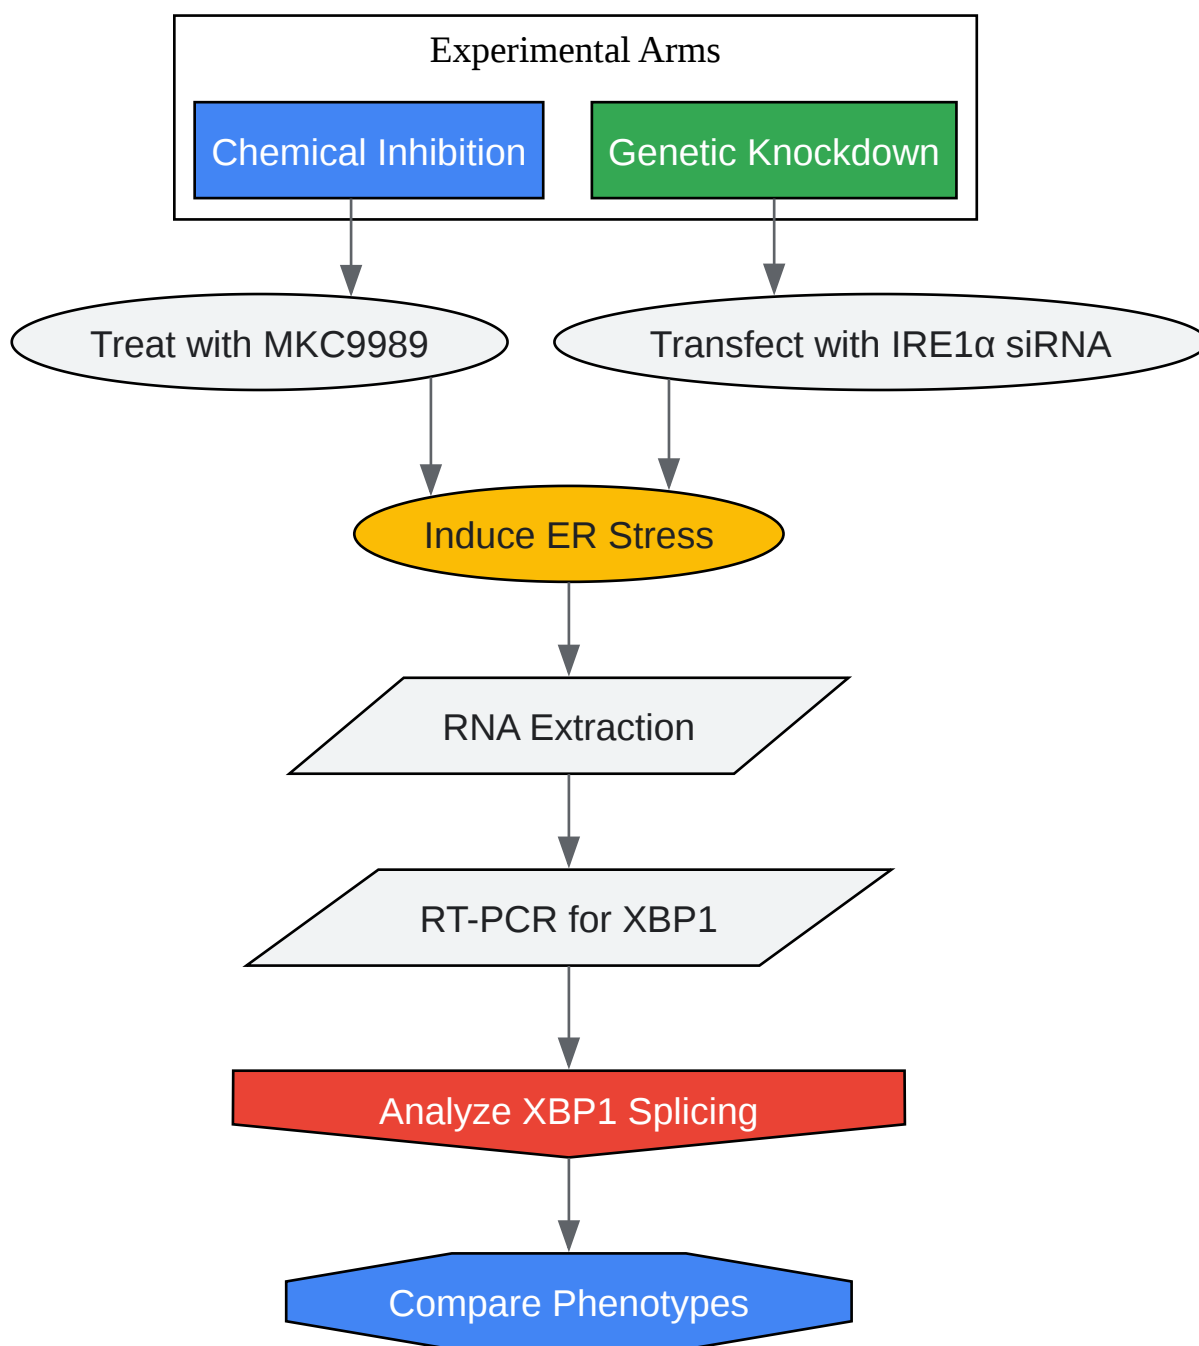 Experimental Arms
Chemical Inhibition
Genetic Knockdown
Treat with MKC9989
Transfect with IRE1α siRNA
Induce ER Stress
RNA Extraction
RT-PCR for XBP1
Analyze XBP1 Splicing
Compare Phenotypes